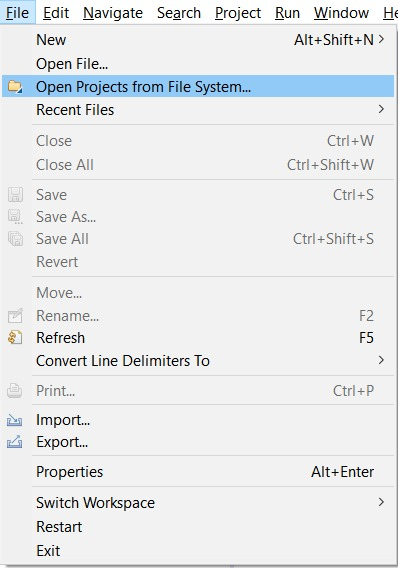 File Edit Navigate Search Project Run Window
New Alt+Shift+N >
Open File...
Open Projects from File System...
Recent Files >
Close Ctrl+W
Close All Ctrl+Shift+W
Save Ctrl+S
Save As...
Save All Ctrl+Shift+S
Revert
Move...
Rename... F2
Refresh F5
Convert Line Delimiters To >
Print... Ctrl+P
Import...
Export...
Properties Alt+Enter
Switch Workspace >
Restart
Exit